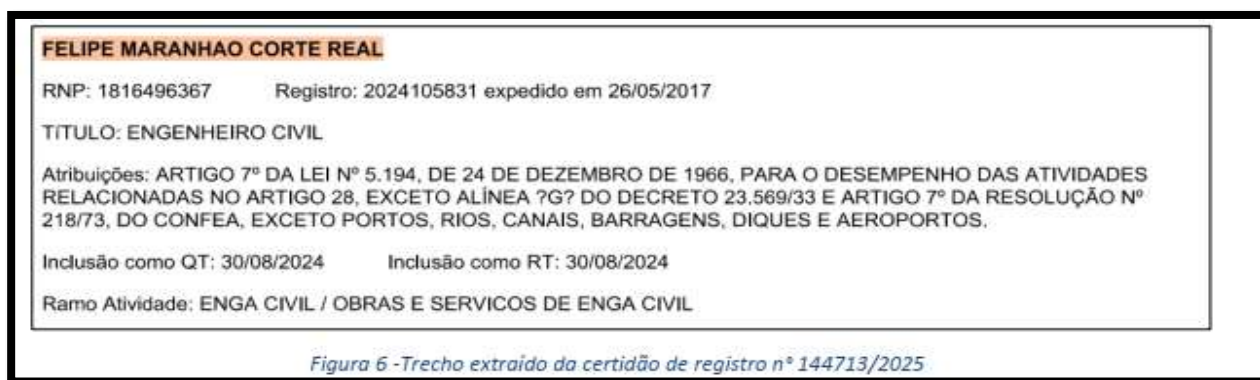 FELIPE MARANHAO CORTE REAL
RNP: 1816496367 Registro: 2024105831 expedido em 26/05/2017
TíTULO: ENGENHEIRO CIVIL
Atribuições: ARTIGO 7º DA LEI Nº 5.194, DE 24 DE DEZEMBRO DE 1966, PARA O DESEMPENHO DAS ATIVIDADES
RELACIONADAS NO ARTIGO 28, EXCETO ALÍNEA ?G? DO DECRETO 23.569/33 E ARTIGO 7º DA RESOLUÇÃO Nº
218/73, DO CONFEA, EXCETO PORTOS, RIOS, CANAIS, BARRAGENS, DIQUES E AEROPORTOS.
Inclusão como QT: 30/08/2024 Inclusão como RT: 30/08/2024
Ramo Atividade: ENGA CIVIL / OBRAS E SERVICOS DE ENGA CIVIL
Figura 6 -Trecho extraído da certidão de registro nº 144713/2025